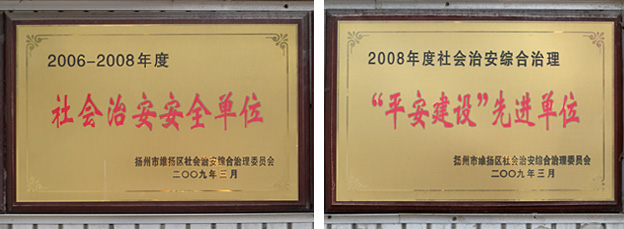 2006-2008年度
社会治安安全单位
扬州市维扬区社会治安综合治理委员会
二〇〇九年三月
2008年度社会治安综合治理
“平安建设”先进单位
扬州市维扬区社会治安综合治理委员会
二〇〇九年三月